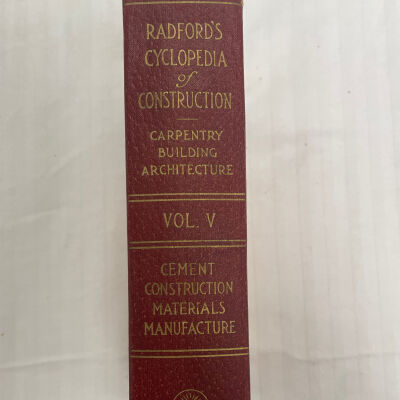 RADFORD'S
CYCLOPEDIA
of
CONSTRUCTION
CARPENTRY
BUILDING
ARCHITECTURE
VOL. V
CEMENT
CONSTRUCTION
MATERIALS
MANUFACTURE